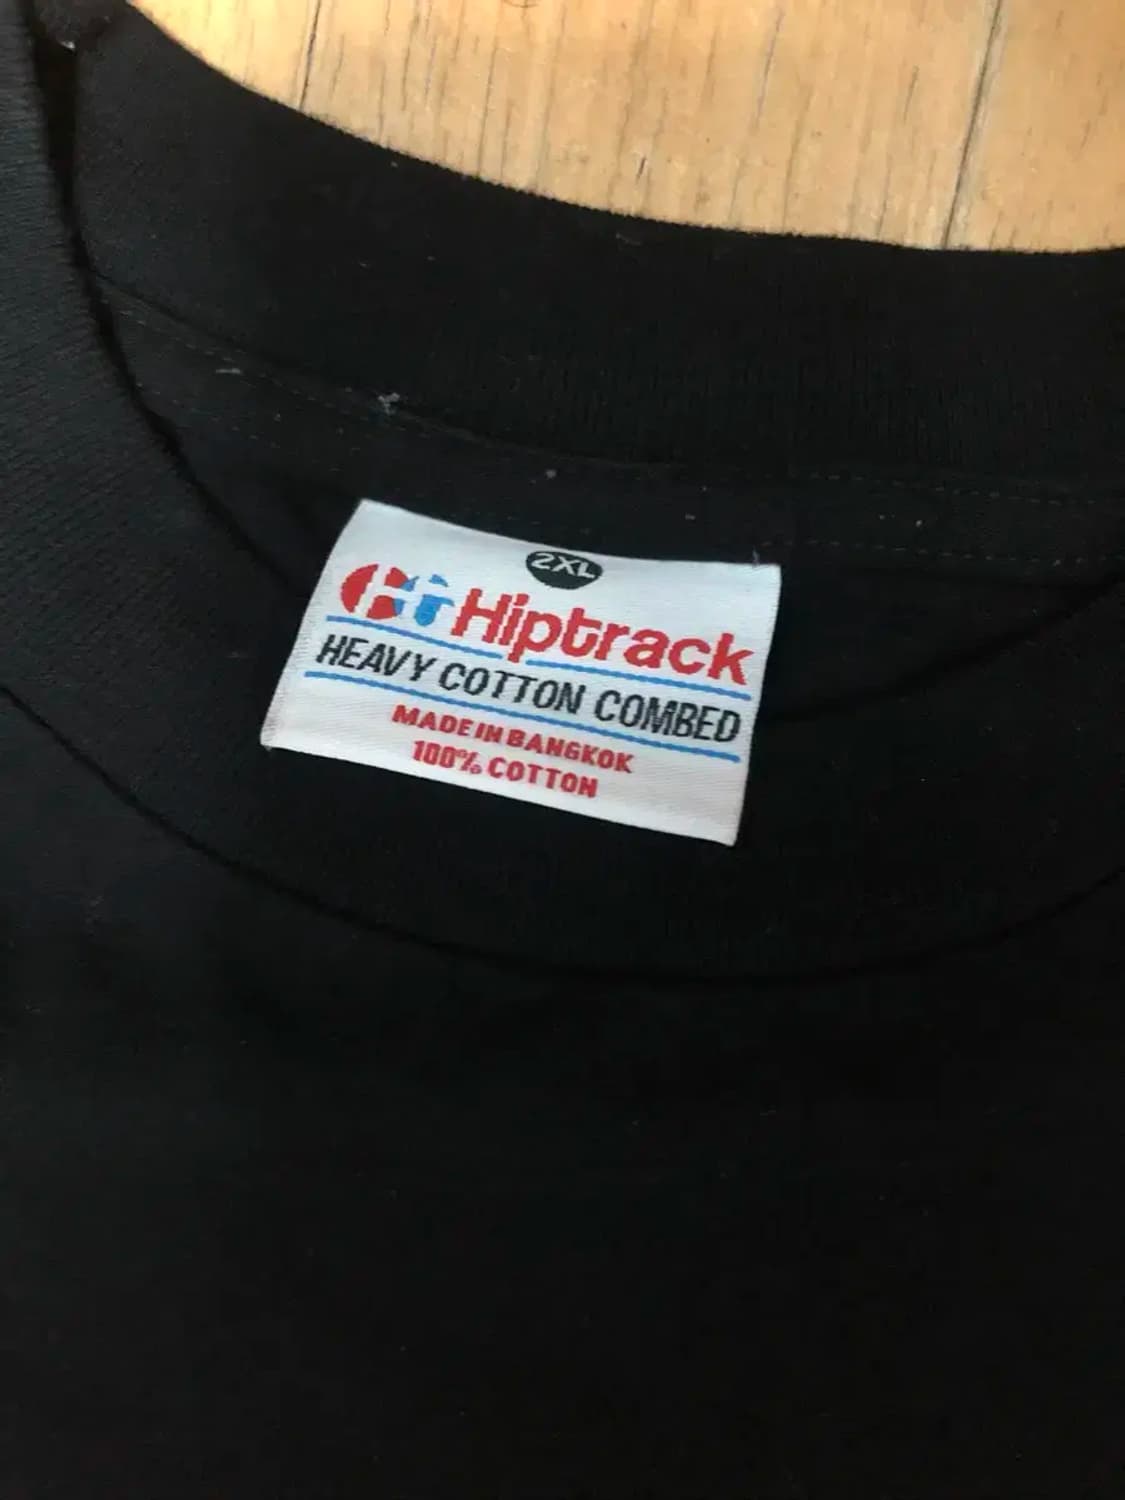 2XL
Hiptrack
HEAVY COTTON COMBED
MADE IN BANGKOK
100% COTTON